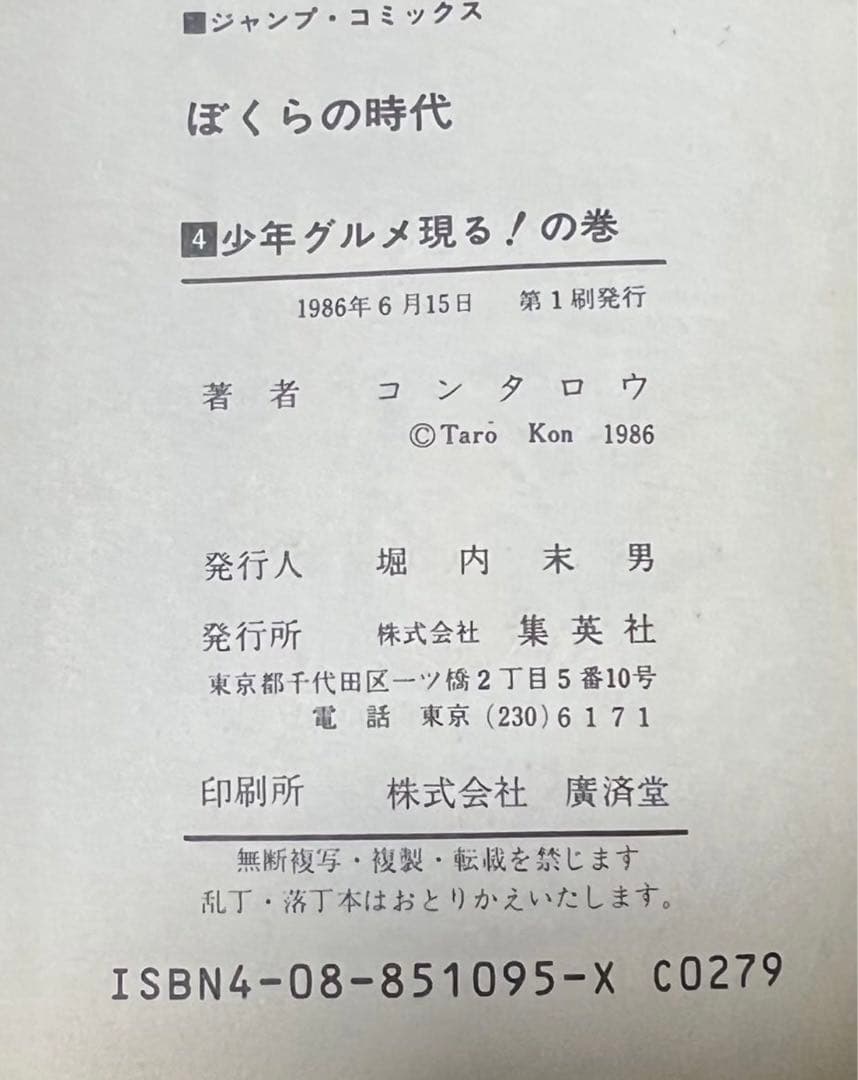 ■ジャンプ・コミックス
ぼくらの時代
4少年グルメ現る!の巻
1986年6月15日 第1刷発行
著者 コンタロウ
©Tarō Kon 1986
発行人 堀内末男
発行所 株式会社 集英社
東京都千代田区一ツ橋2丁目5番10号
電話 東京(230)6171
印刷所 株式会社 廣済堂
無断複写・複製・転載を禁じます
乱丁・落丁本はおとりかえいたします。
ISBN4-08-851095-X C0279